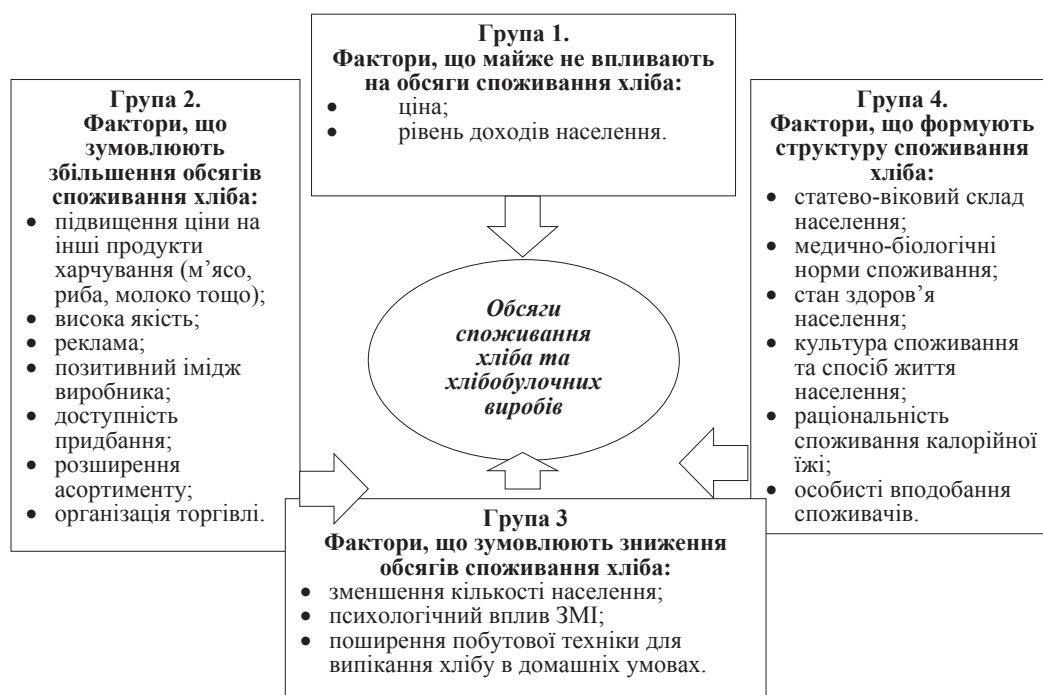 Група 1.
Фактори, що майже не впливають
на обсяги споживання хліба:
• ціна;
• рівень доходів населення.
Група 2.
Фактори, що
зумовлюють
збільшення обсягів
споживання хліба:
• підвищення ціни на
інші продукти
харчування (м’ясо,
риба, молоко тощо);
• висока якість;
• реклама;
• позитивний імідж
виробника;
• доступність
придбання;
• розширення
асортименту;
• організація торгівлі.
Обсяги
споживання
хліба та
хлібобулочних
виробів
Група 4.
Фактори, що формують
структуру споживання
хліба:
• статево-віковий склад
населення;
• медично-біологічні
норми споживання;
• стан здоров’я
населення;
• культура споживання
та спосіб життя
населення;
• раціональність
споживання калорійної
їжі;
• особисті вподобання
споживачів.
Група 3
Фактори, що зумовлюють зниження
обсягів споживання хліба:
• зменшення кількості населення;
• психологічний вплив ЗМІ;
• поширення побутової техніки для
випікання хлібу в домашніх умовах.